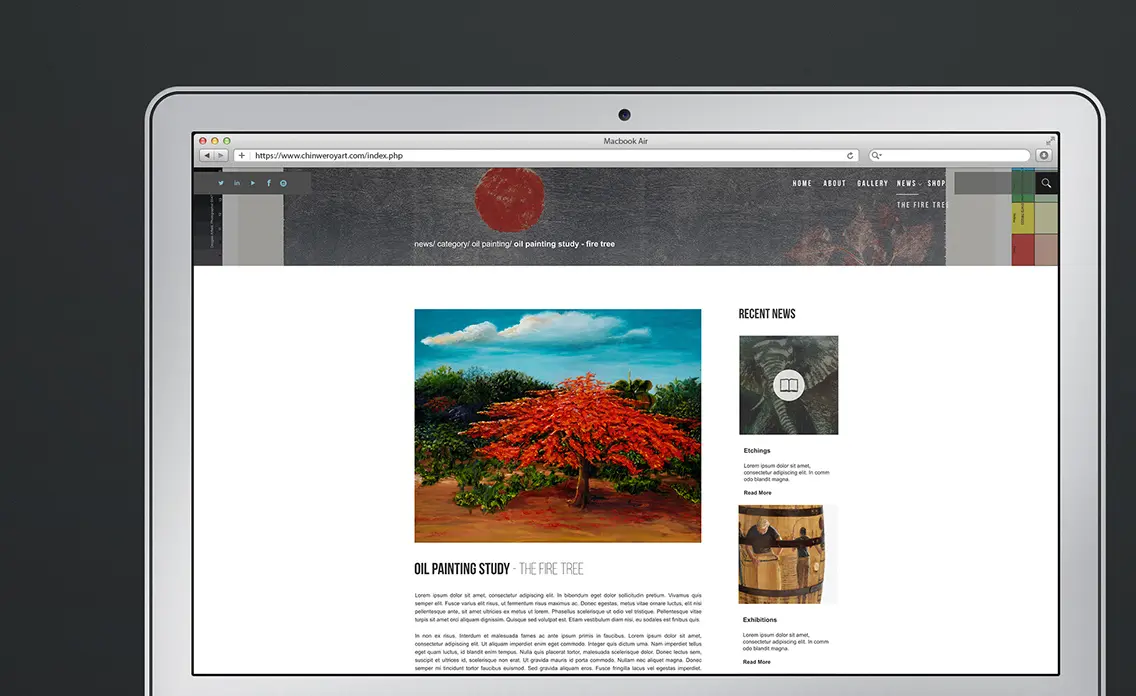 Macbook Air
https://www.chinweroyart.com/index.php
HOME ABOUT GALLERY NEWS SHOP
THE FIRE TREE
news/ category/ oil painting/ oil painting study - fire tree
RECENT NEWS
Etchings
Lorem ipsum dolor sit amet,
consectetur adipiscing elit. In comm
odo blandit magna.
Read More
OIL PAINTING STUDY - THE FIRE TREE
Lorem ipsum dolor sit amet, consectetur adipiscing elit. In bibendum eget dolor sollicitudin pretium. Vivamus quis
semper elit. Fusce varius elit risus, ut fermentum risus maximus ac. Donec egestas, metus vitae ornare luctus, elit nisi
pellentesque ante, sit amet ultricies ex metus ut lorem. Phasellus scelerisque ut odio vel tristique. Pellentesque vitae
turpis sit amet orci aliquam dignissim. Quisque sed volutpat est. Etiam vestibulum diam nisi, eu sodales est finibus quis.
In non ex risus. Interdum et malesuada fames ac ante ipsum primis in faucibus. Lorem ipsum dolor sit amet,
consectetur adipiscing elit. Ut aliquam imperdiet enim eget commodo. Integer quis dictum urna. Nam imperdiet tellus
eget quam luctus, id blandit enim tempus. Nulla quis placerat tortor, malesuada scelerisque dolor. Donec lectus sem,
suscipit et ultrices id, scelerisque non erat. Ut gravida mauris id porta commodo. Nullam nec aliquet magna. Donec
semper mi tincidunt tortor faucibus euismod. Sed gravida aliquam eros. Fusce fringilla lacus vel egestas imperdiet.
Exhibitions
Lorem ipsum dolor sit amet,
consectetur adipiscing elit. In comm
odo blandit magna.
Read More